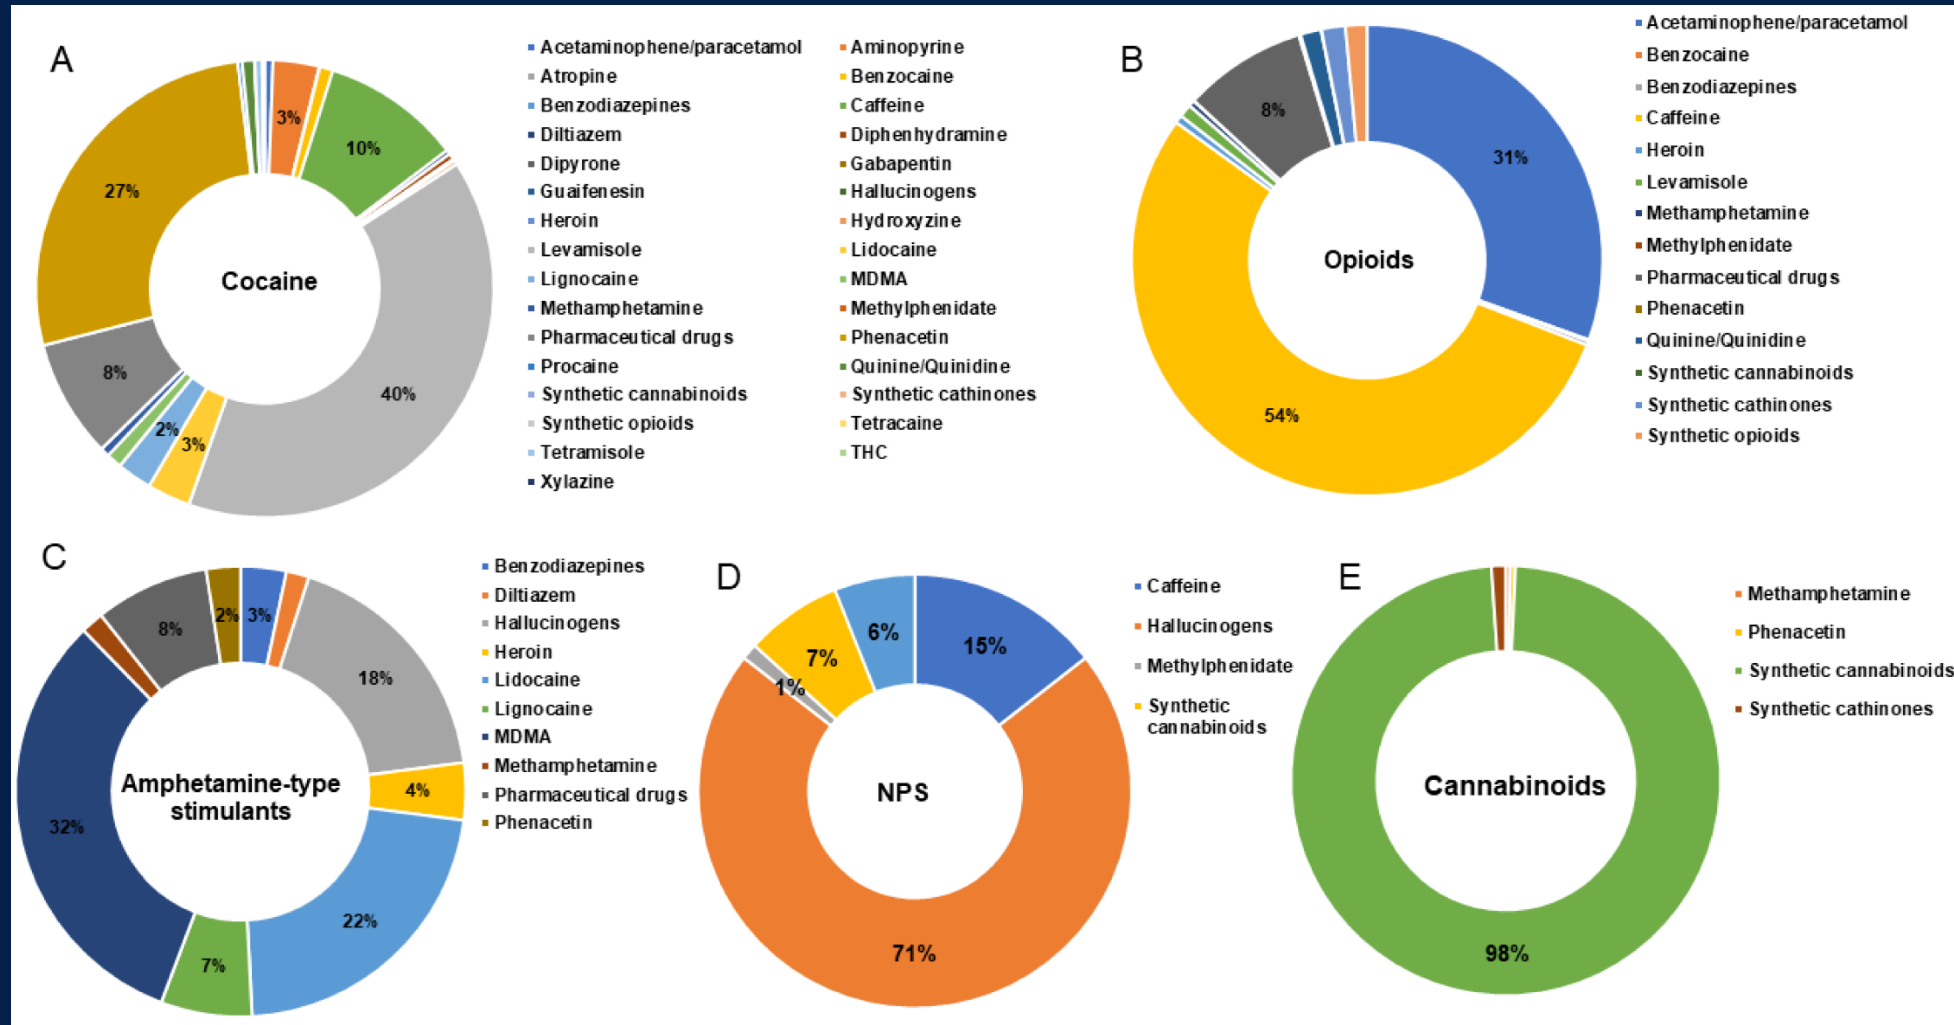 A
Acetaminophene/paracetamol
Aminopyrine
Atropine
Benzocaine
Benzodiazepines
Caffeine
Diltiazem
Diphenhydramine
Dipyrone
Gabapentin
Guaifenesin
Hallucinogens
Heroin
Hydroxyzine
Levamisole
Lidocaine
Lignocaine
MDMA
Methamphetamine
Methylphenidate
Pharmaceutical drugs
Phenacetin
Procaine
Quinine/Quinidine
Synthetic cannabinoids
Synthetic cathinones
Synthetic opioids
Tetracaine
Tetramisole
THC
Xylazine
3%
10%
27%
Cocaine
8%
40%
2%
3%
B
Acetaminophene/paracetamol
Benzocaine
Benzodiazepines
Caffeine
Heroin
Levamisole
Methamphetamine
Methylphenidate
Pharmaceutical drugs
Phenacetin
Quinine/Quinidine
Synthetic cannabinoids
Synthetic cathinones
Synthetic opioids
8%
31%
Opioids
54%
C
Benzodiazepines
Diltiazem
Hallucinogens
Heroin
Lidocaine
Lignocaine
MDMA
Methamphetamine
Pharmaceutical drugs
Phenacetin
2%
3%
8%
18%
Amphetamine-type
stimulants
4%
32%
22%
7%
D
Caffeine
Hallucinogens
Methylphenidate
Synthetic
cannabinoids
6%
15%
7%
1%
NPS
71%
E
Methamphetamine
Phenacetin
Synthetic cannabinoids
Synthetic cathinones
Cannabinoids
98%